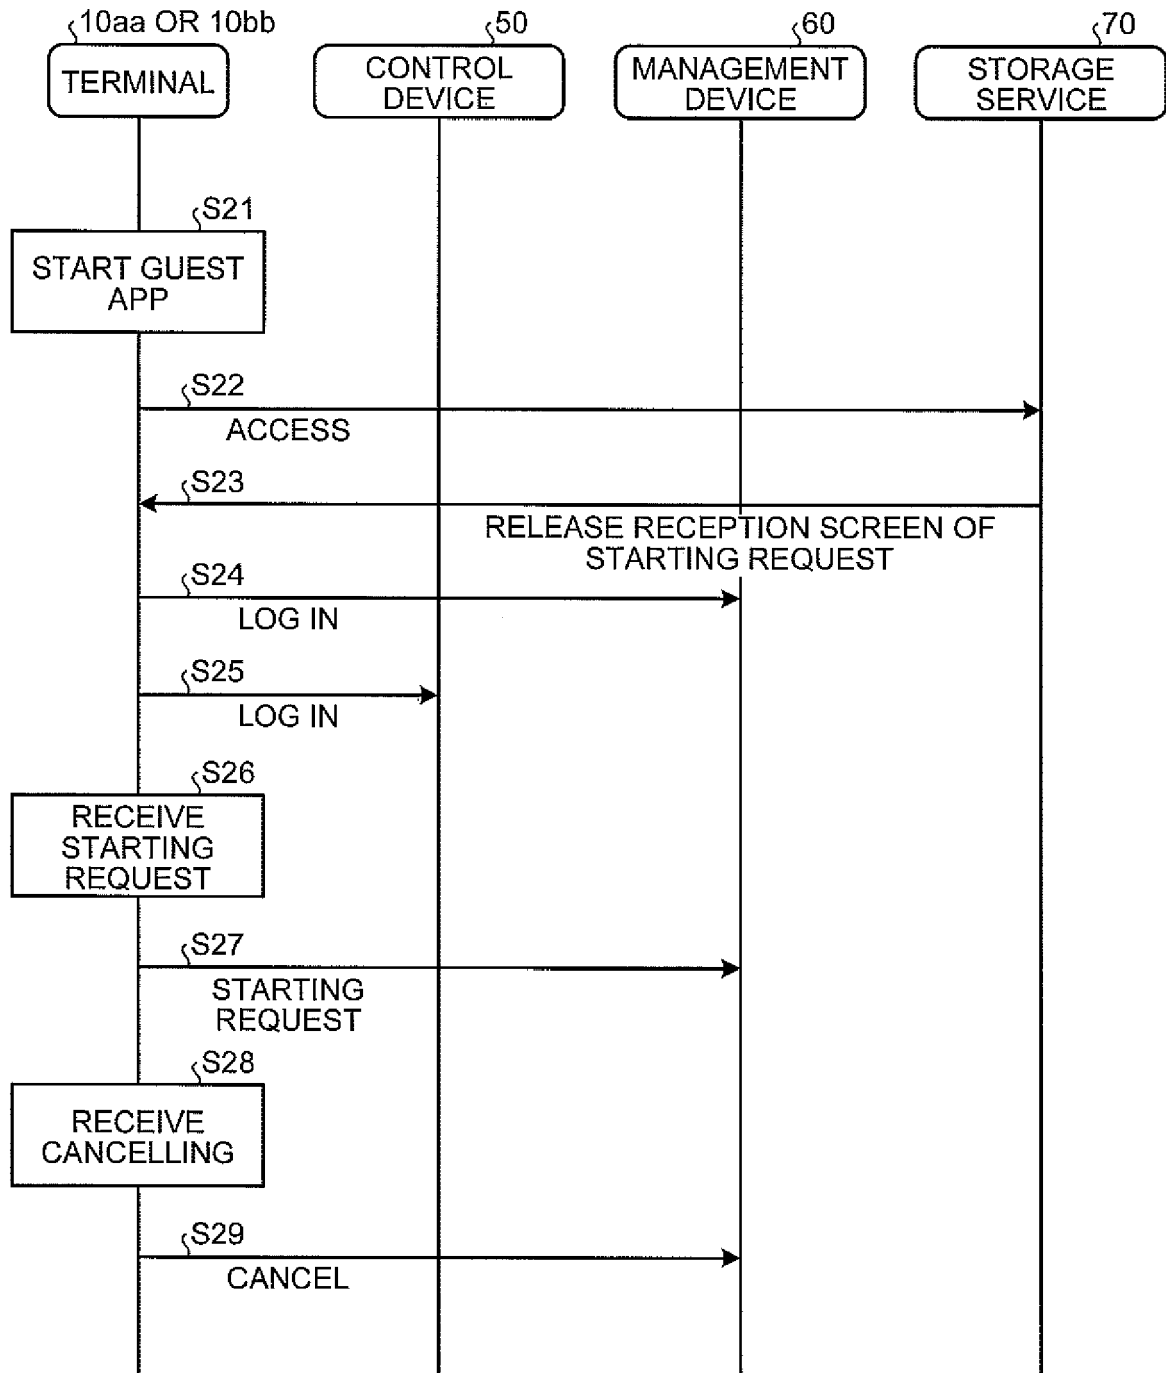 10aa OR 10bb
50
60
70
TERMINAL
CONTROL
DEVICE
MANAGEMENT
DEVICE
STORAGE
SERVICE
S21
START GUEST
APP
S22
ACCESS
S23
RELEASE RECEPTION SCREEN OF
STARTING REQUEST
S24
LOG IN
S25
LOG IN
S26
RECEIVE
STARTING
REQUEST
S27
STARTING
REQUEST
S28
RECEIVE
CANCELLING
S29
CANCEL